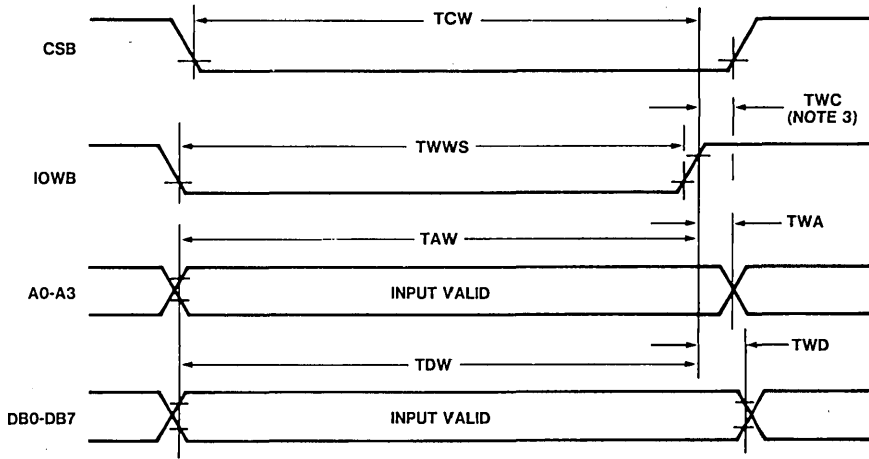 TCW
CSB
TWC
(NOTE 3)
TWWS
IOWB
TWA
TAW
A0-A3
INPUT VALID
TWD
TDW
DB0-DB7
INPUT VALID